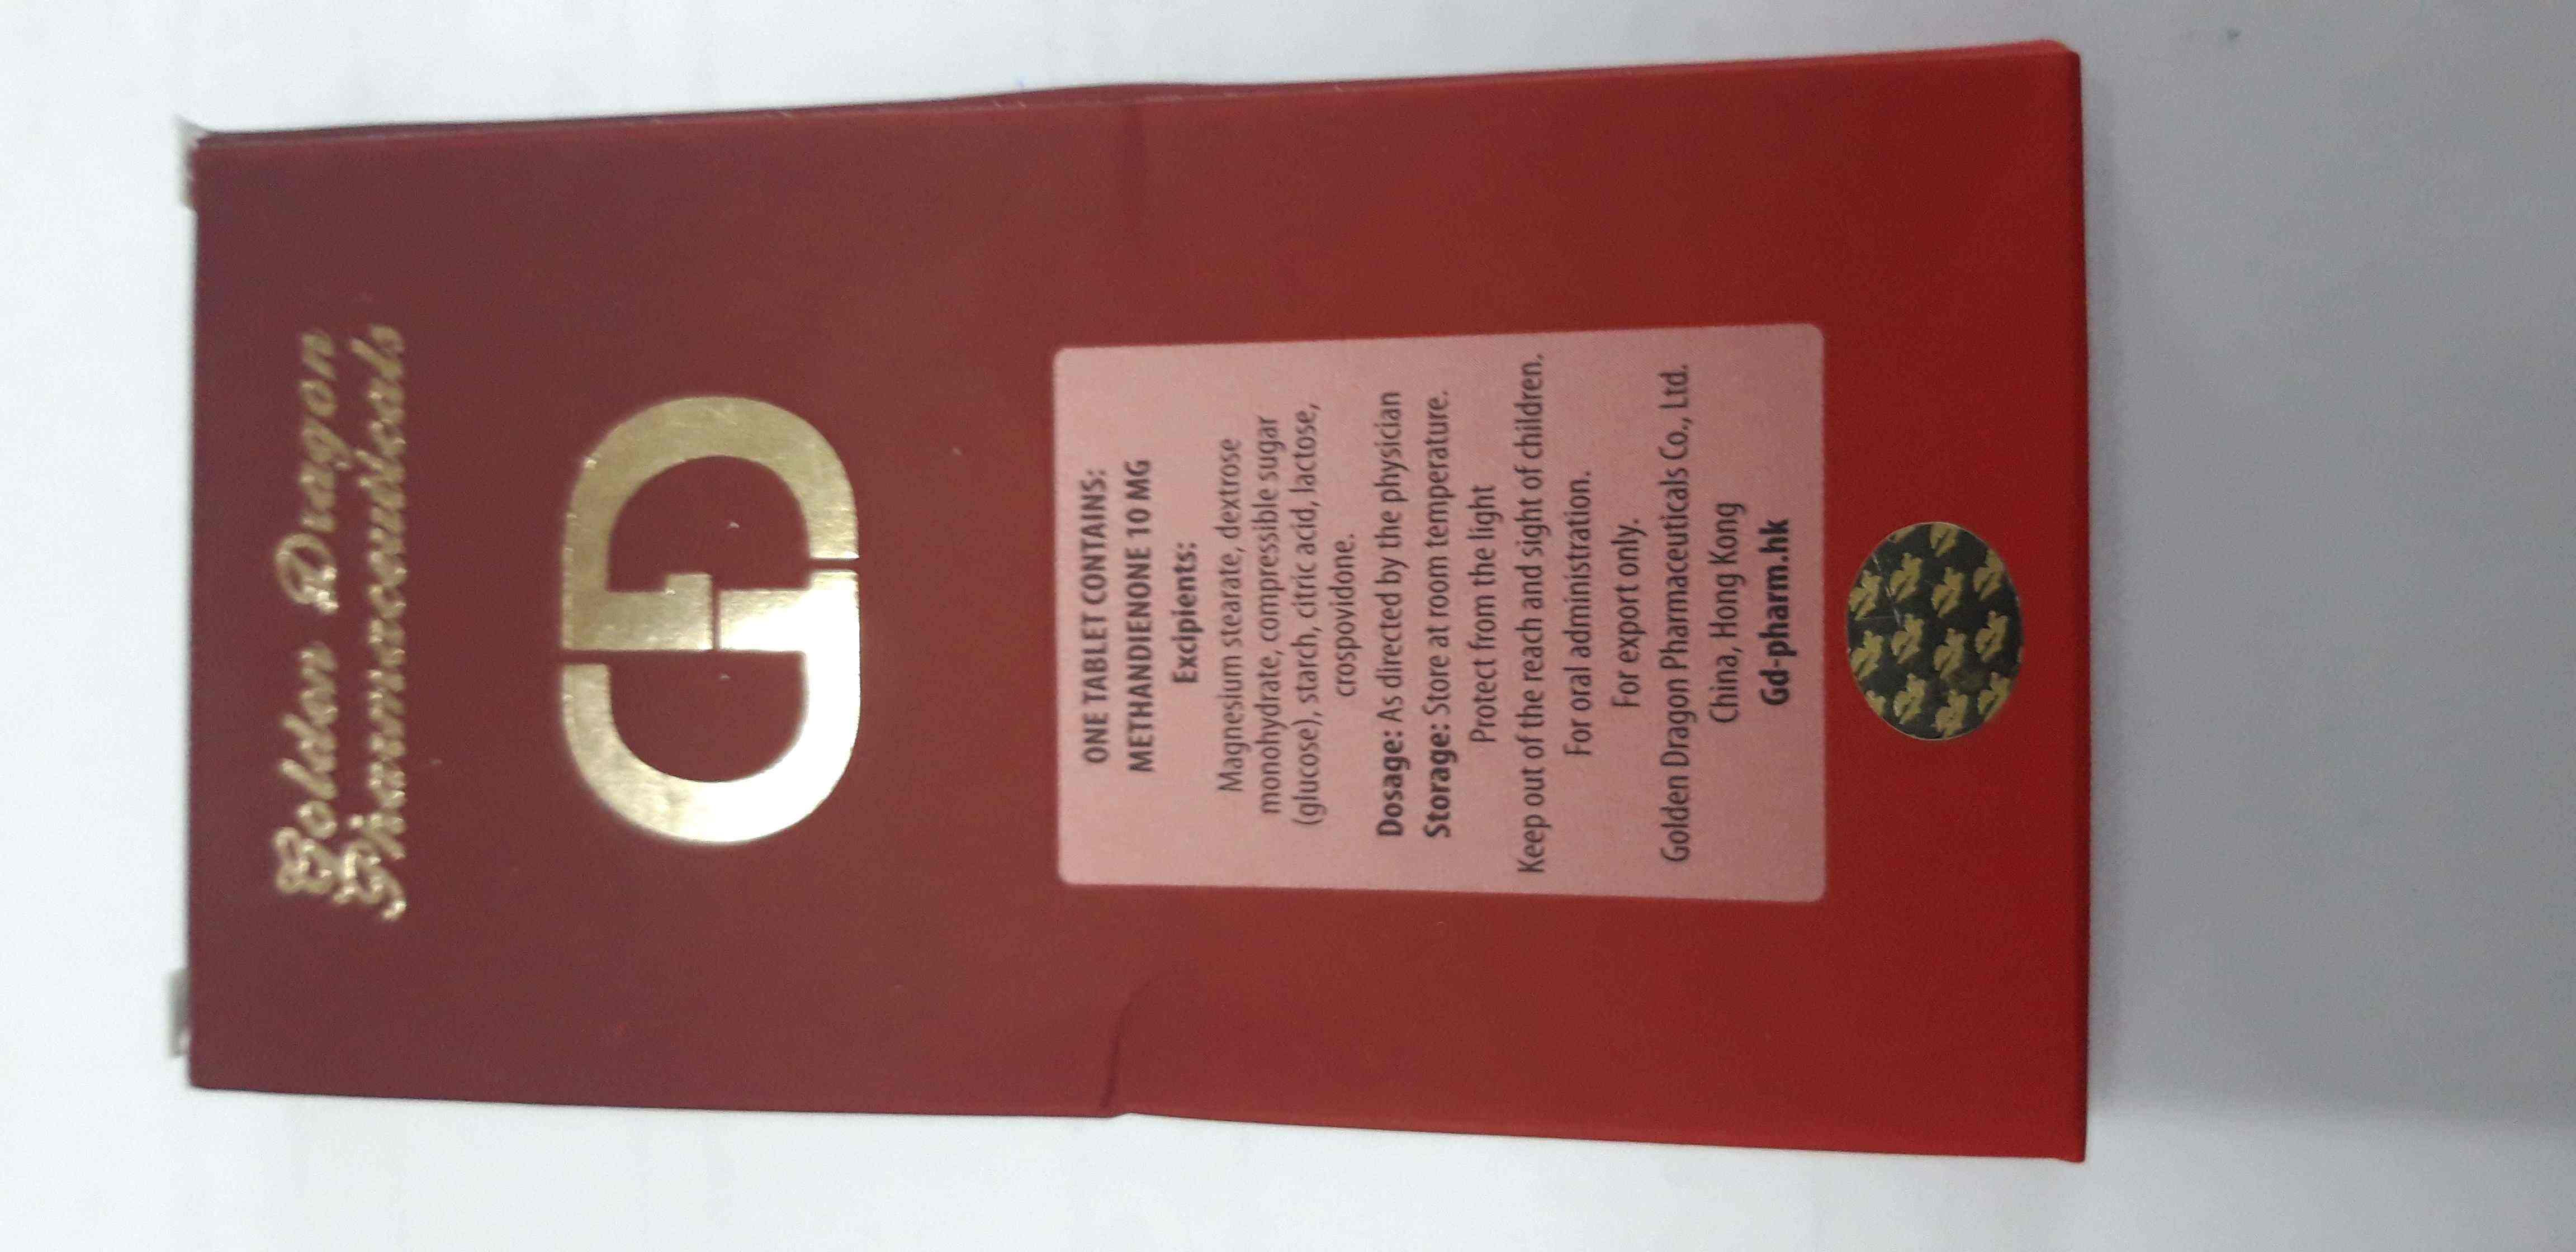 Golden Dragon
Pharmaceuticals
GD
ONE TABLET CONTAINS:
METHANDIENONE 10 MG
Excipients:
Magnesium stearate, dextrose
monohydrate, compressible sugar
(glucose), starch, citric acid, lactose,
crospovidone.
Dosage: As directed by the physician
Storage: Store at room temperature.
Protect from the light
Keep out of the reach and sight of children.
For oral administration.
For export only.
Golden Dragon Pharmaceuticals Co., Ltd.
China, Hong Kong
Gd-pharm.hk